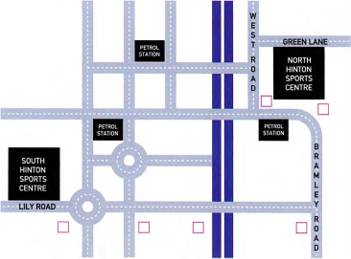 WEST ROAD
GREEN LANE
PETROL
STATION
NORTH
HINTON
SPORTS
CENTRE
PETROL
STATION
PETROL
STATION
SOUTH
HINTON
SPORTS
CENTRE
BRAMLEY ROAD
LILY ROAD